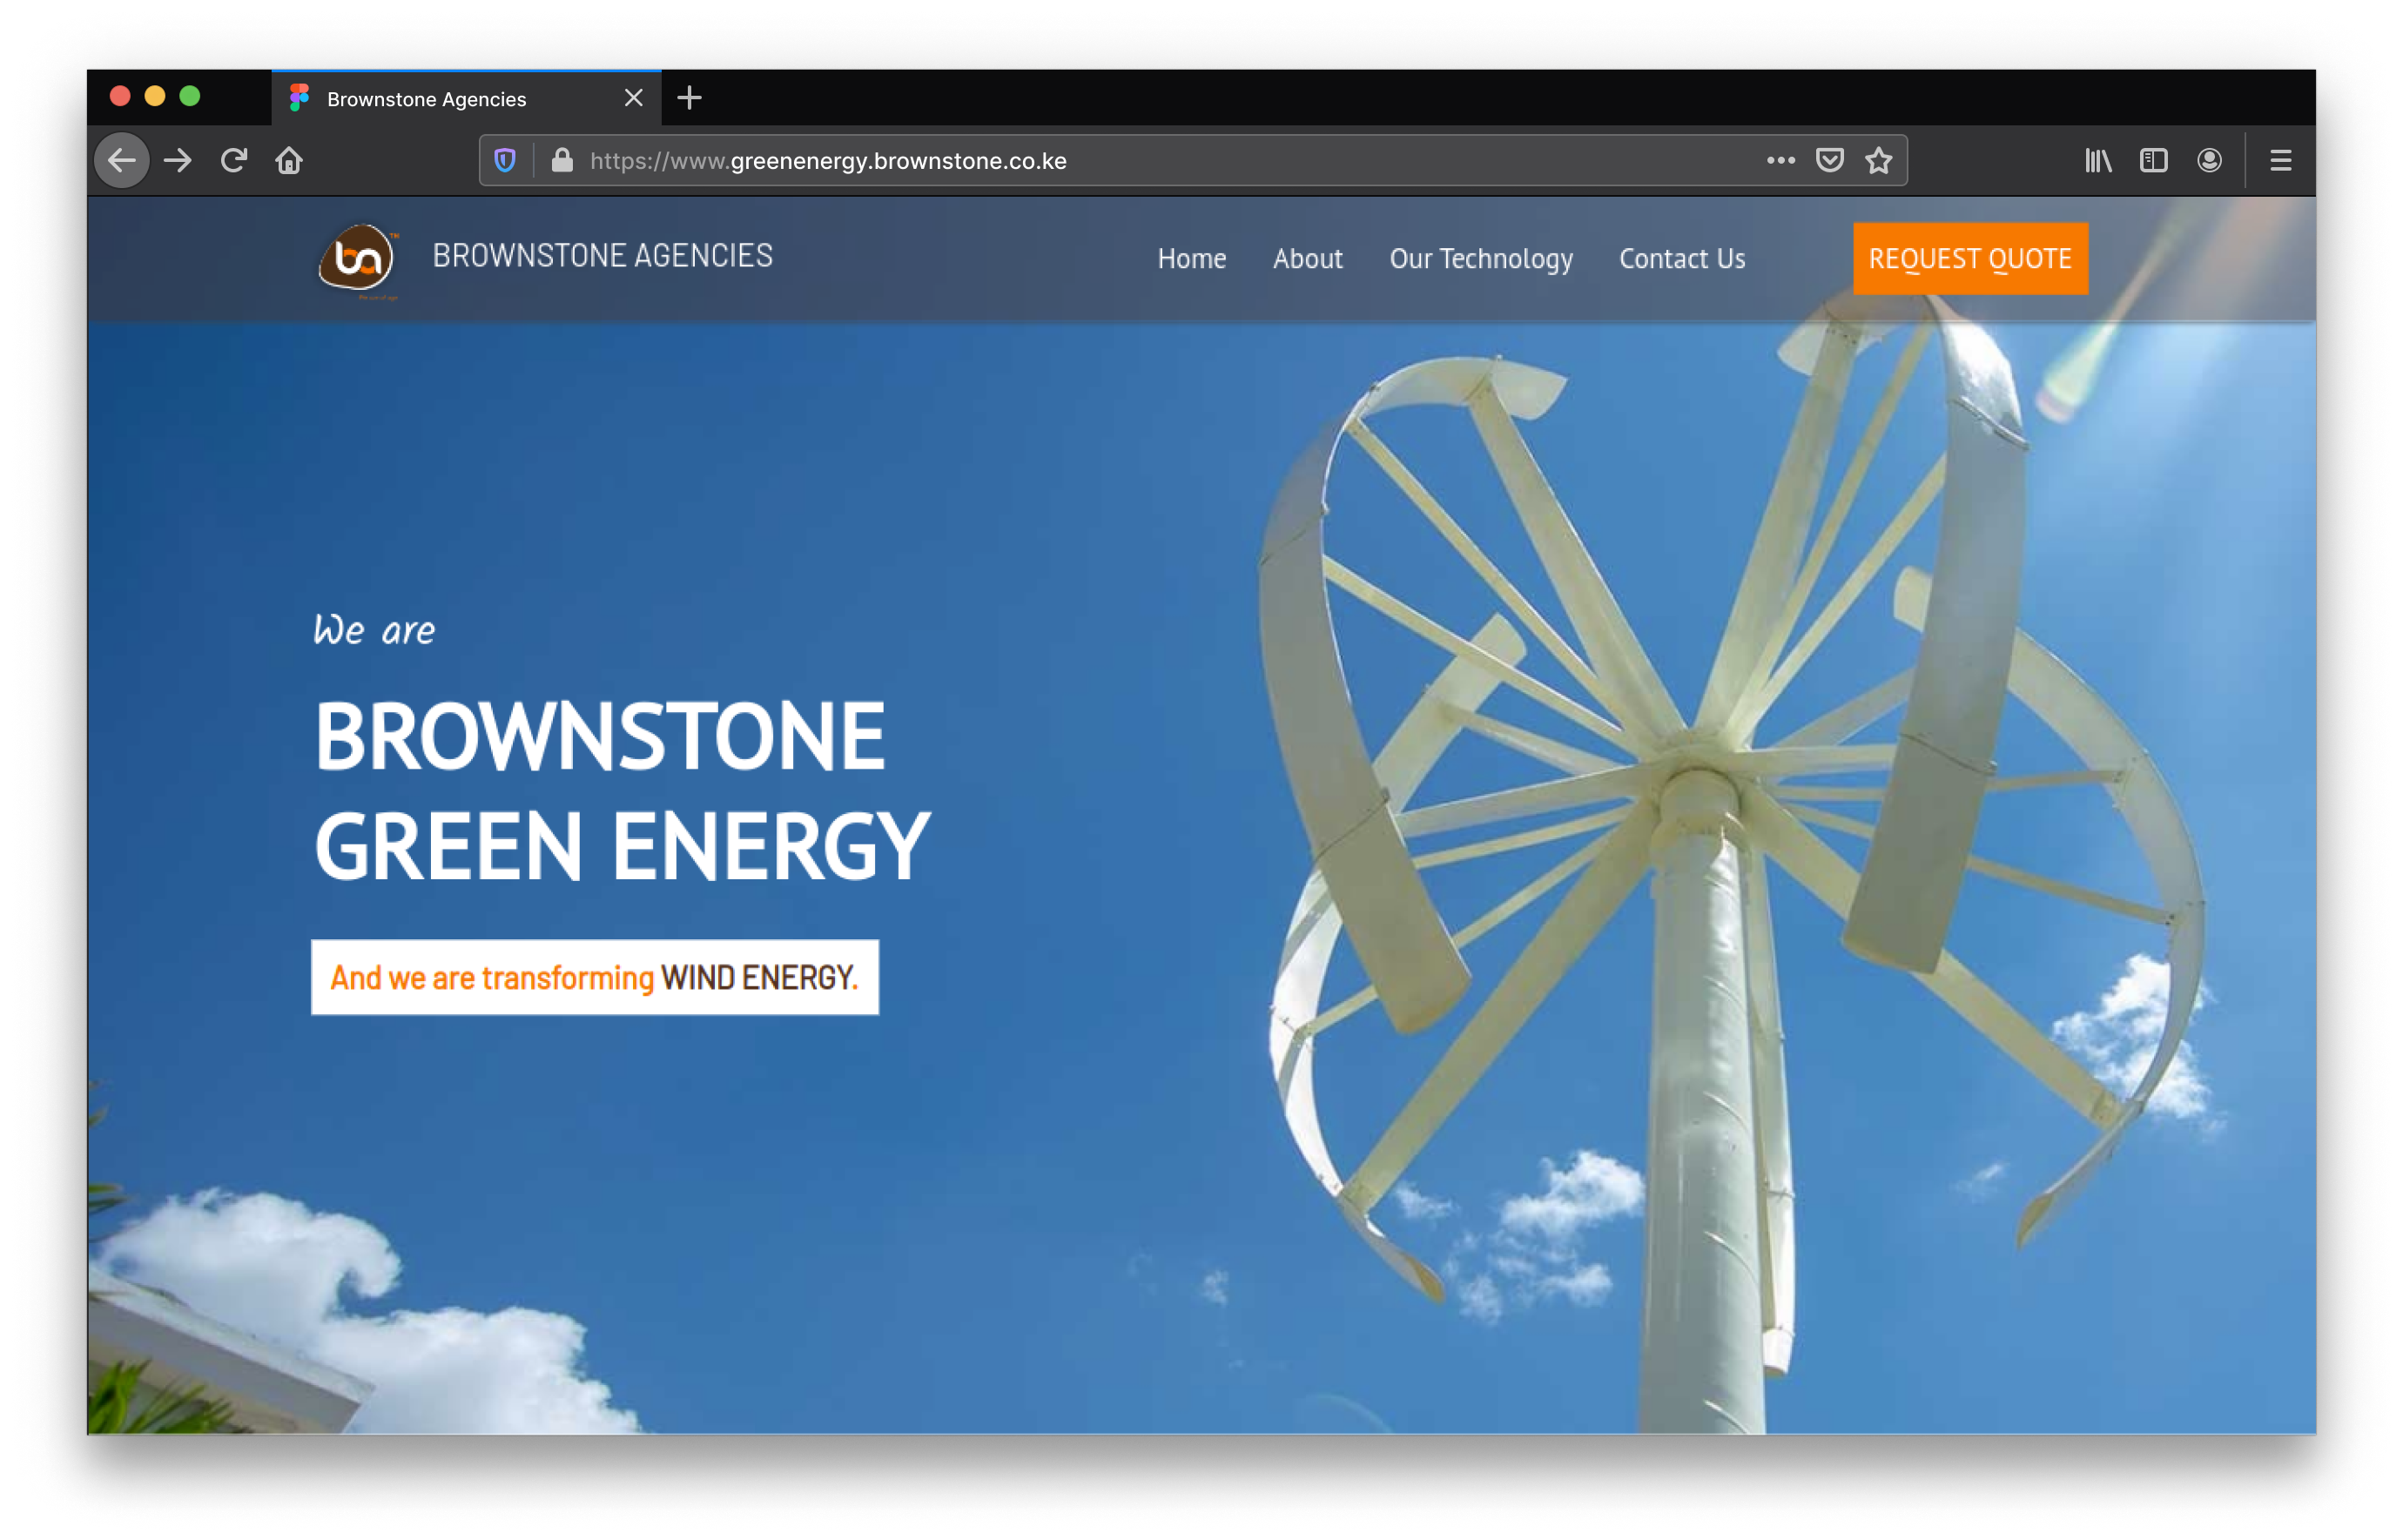 Brownstone Agencies
https://www.greenenergy.brownstone.co.ke
ba TM
BROWNSTONE AGENCIES
Home About Our Technology Contact Us REQUEST QUOTE
We are
BROWNSTONE
GREEN ENERGY
And we are transforming WIND ENERGY.